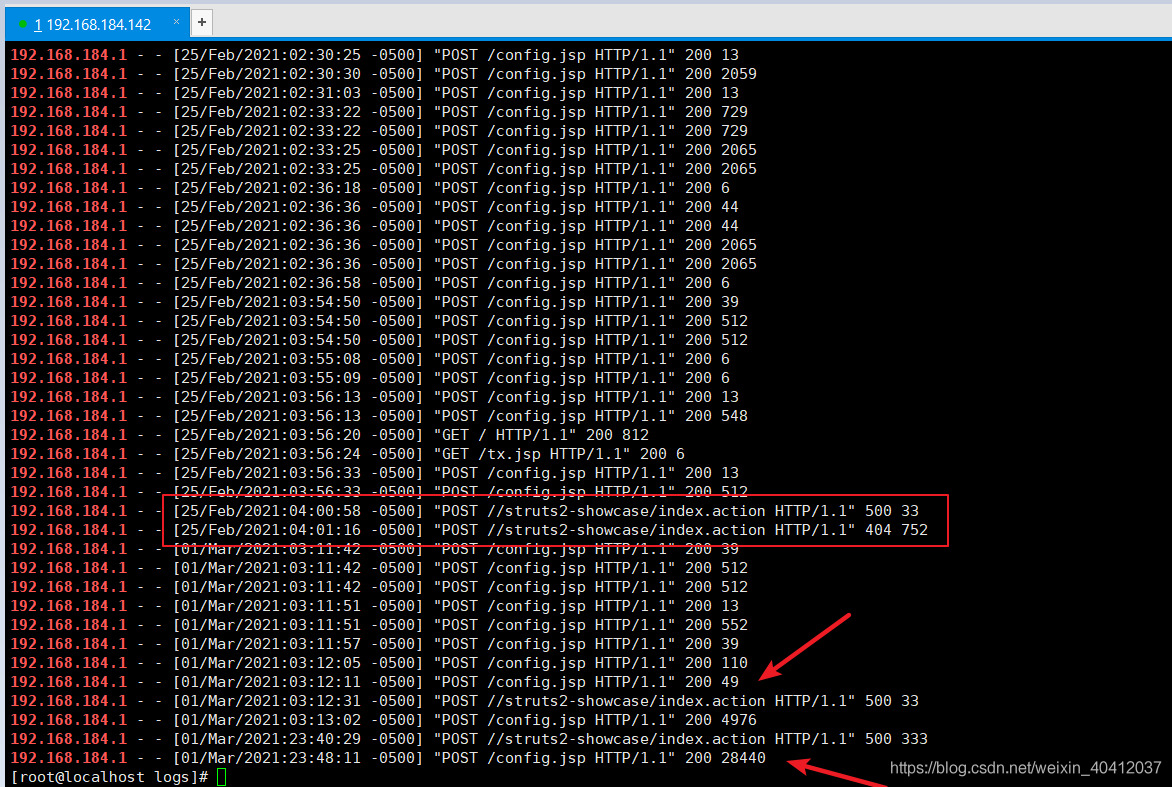 1 192.168.184.142 × +
192.168.184.1 - - [25/Feb/2021:02:30:25 -0500] "POST /config.jsp HTTP/1.1" 200 13
192.168.184.1 - - [25/Feb/2021:02:30:30 -0500] "POST /config.jsp HTTP/1.1" 200 2059
192.168.184.1 - - [25/Feb/2021:02:31:03 -0500] "POST /config.jsp HTTP/1.1" 200 13
192.168.184.1 - - [25/Feb/2021:02:33:22 -0500] "POST /config.jsp HTTP/1.1" 200 729
192.168.184.1 - - [25/Feb/2021:02:33:22 -0500] "POST /config.jsp HTTP/1.1" 200 729
192.168.184.1 - - [25/Feb/2021:02:33:25 -0500] "POST /config.jsp HTTP/1.1" 200 2065
192.168.184.1 - - [25/Feb/2021:02:33:25 -0500] "POST /config.jsp HTTP/1.1" 200 2065
192.168.184.1 - - [25/Feb/2021:02:36:18 -0500] "POST /config.jsp HTTP/1.1" 200 6
192.168.184.1 - - [25/Feb/2021:02:36:36 -0500] "POST /config.jsp HTTP/1.1" 200 44
192.168.184.1 - - [25/Feb/2021:02:36:36 -0500] "POST /config.jsp HTTP/1.1" 200 44
192.168.184.1 - - [25/Feb/2021:02:36:36 -0500] "POST /config.jsp HTTP/1.1" 200 2065
192.168.184.1 - - [25/Feb/2021:02:36:36 -0500] "POST /config.jsp HTTP/1.1" 200 2065
192.168.184.1 - - [25/Feb/2021:02:36:58 -0500] "POST /config.jsp HTTP/1.1" 200 6
192.168.184.1 - - [25/Feb/2021:03:54:50 -0500] "POST /config.jsp HTTP/1.1" 200 39
192.168.184.1 - - [25/Feb/2021:03:54:50 -0500] "POST /config.jsp HTTP/1.1" 200 512
192.168.184.1 - - [25/Feb/2021:03:54:50 -0500] "POST /config.jsp HTTP/1.1" 200 512
192.168.184.1 - - [25/Feb/2021:03:55:08 -0500] "POST /config.jsp HTTP/1.1" 200 6
192.168.184.1 - - [25/Feb/2021:03:55:09 -0500] "POST /config.jsp HTTP/1.1" 200 6
192.168.184.1 - - [25/Feb/2021:03:56:13 -0500] "POST /config.jsp HTTP/1.1" 200 13
192.168.184.1 - - [25/Feb/2021:03:56:13 -0500] "POST /config.jsp HTTP/1.1" 200 548
192.168.184.1 - - [25/Feb/2021:03:56:20 -0500] "GET / HTTP/1.1" 200 812
192.168.184.1 - - [25/Feb/2021:03:56:24 -0500] "GET /tx.jsp HTTP/1.1" 200 6
192.168.184.1 - - [25/Feb/2021:03:56:33 -0500] "POST /config.jsp HTTP/1.1" 200 13
192.168.184.1 - - [25/Feb/2021:03:56:33 -0500] "POST /config.jsp HTTP/1.1" 200 512
192.168.184.1 - - [25/Feb/2021:04:00:58 -0500] "POST //struts2-showcase/index.action HTTP/1.1" 500 33
192.168.184.1 - - [25/Feb/2021:04:01:16 -0500] "POST //struts2-showcase/index.action HTTP/1.1" 404 752
192.168.184.1 - - [01/Mar/2021:03:11:42 -0500] "POST /config.jsp HTTP/1.1" 200 39
192.168.184.1 - - [01/Mar/2021:03:11:42 -0500] "POST /config.jsp HTTP/1.1" 200 512
192.168.184.1 - - [01/Mar/2021:03:11:42 -0500] "POST /config.jsp HTTP/1.1" 200 512
192.168.184.1 - - [01/Mar/2021:03:11:51 -0500] "POST /config.jsp HTTP/1.1" 200 13
192.168.184.1 - - [01/Mar/2021:03:11:51 -0500] "POST /config.jsp HTTP/1.1" 200 552
192.168.184.1 - - [01/Mar/2021:03:11:57 -0500] "POST /config.jsp HTTP/1.1" 200 39
192.168.184.1 - - [01/Mar/2021:03:12:05 -0500] "POST /config.jsp HTTP/1.1" 200 110
192.168.184.1 - - [01/Mar/2021:03:12:11 -0500] "POST /config.jsp HTTP/1.1" 200 49
192.168.184.1 - - [01/Mar/2021:03:12:31 -0500] "POST //struts2-showcase/index.action HTTP/1.1" 500 33
192.168.184.1 - - [01/Mar/2021:03:13:02 -0500] "POST /config.jsp HTTP/1.1" 200 4976
192.168.184.1 - - [01/Mar/2021:23:40:29 -0500] "POST //struts2-showcase/index.action HTTP/1.1" 500 333
192.168.184.1 - - [01/Mar/2021:23:48:11 -0500] "POST /config.jsp HTTP/1.1" 200 28440
[root@localhost logs]#
https://blog.csdn.net/weixin_40412037